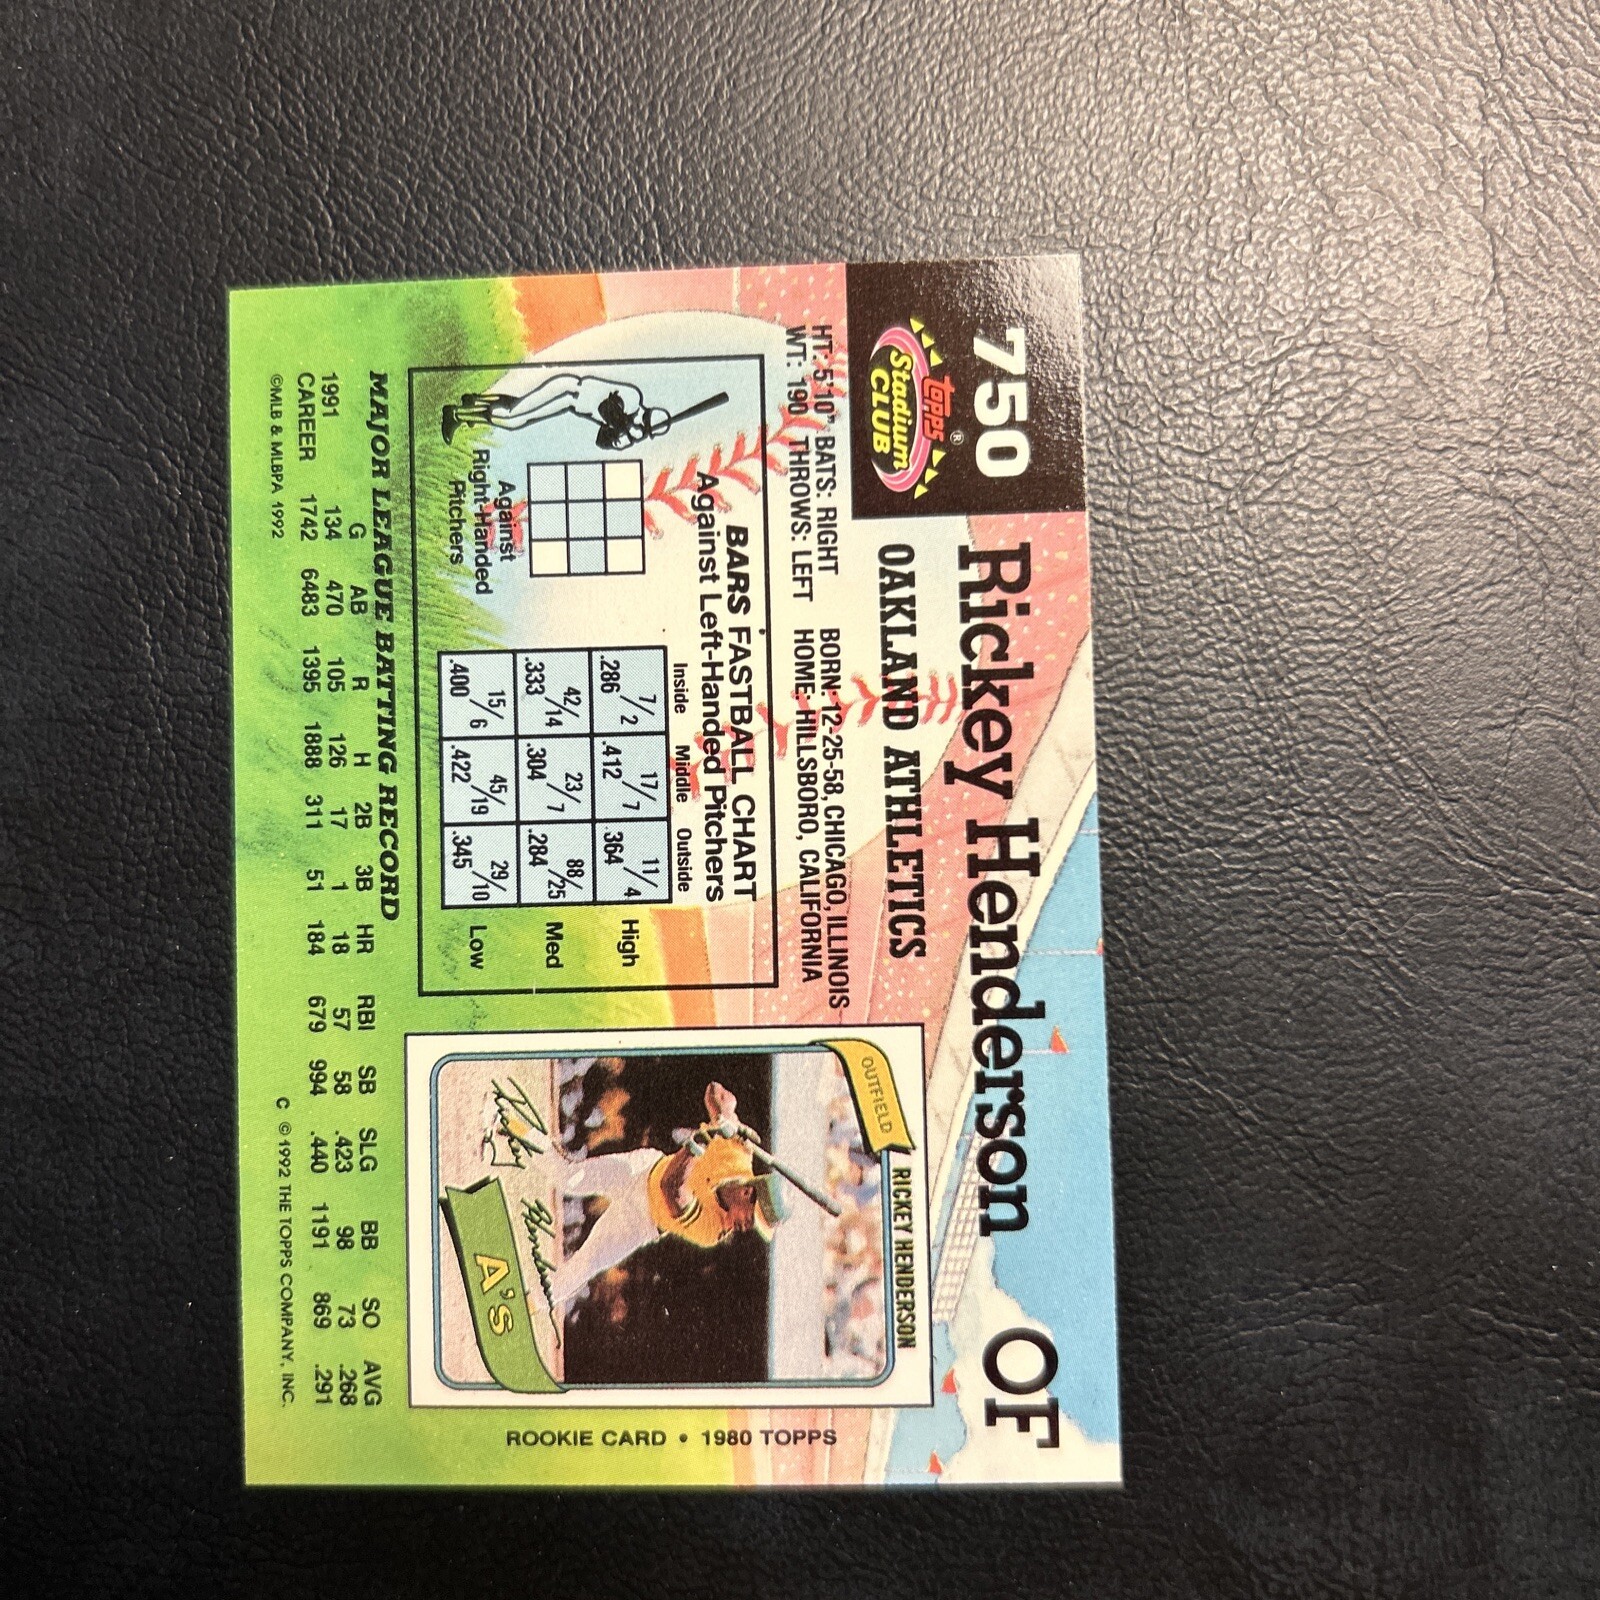 750
Rickey Henderson OF
topps®
Stadium
CLUB
OAKLAND ATHLETICS
HT: 5'10" BATS: RIGHT BORN: 12-25-58, CHICAGO, ILLINOIS
WT: 190 THROWS: LEFT HOME: HILLSBORO, CALIFORNIA
BARS FASTBALL CHART
Against Left-Handed Pitchers
Inside Middle Outside
7/2 17/7 11/4
.286 .412 .364 High
42/14 23/7 88/25
.333 .304 .284 Med
15/6 45/19 29/10
.400 .422 .345 Low
Against
Right-Handed
Pitchers
OUTFIELD
RICKEY HENDERSON
Rickey Henderson
A's
ROOKIE CARD • 1980 TOPPS
MAJOR LEAGUE BATTING RECORD
G AB R H 2B 3B HR RBI SB SLG BB SO AVG
1991 134 470 105 126 17 1 18 57 58 .423 98 73 .268
CAREER 1742 6483 1395 1888 311 51 184 679 994 .440 1191 869 .291
©MLB & MLBPA 1992
C © 1992 THE TOPPS COMPANY, INC.